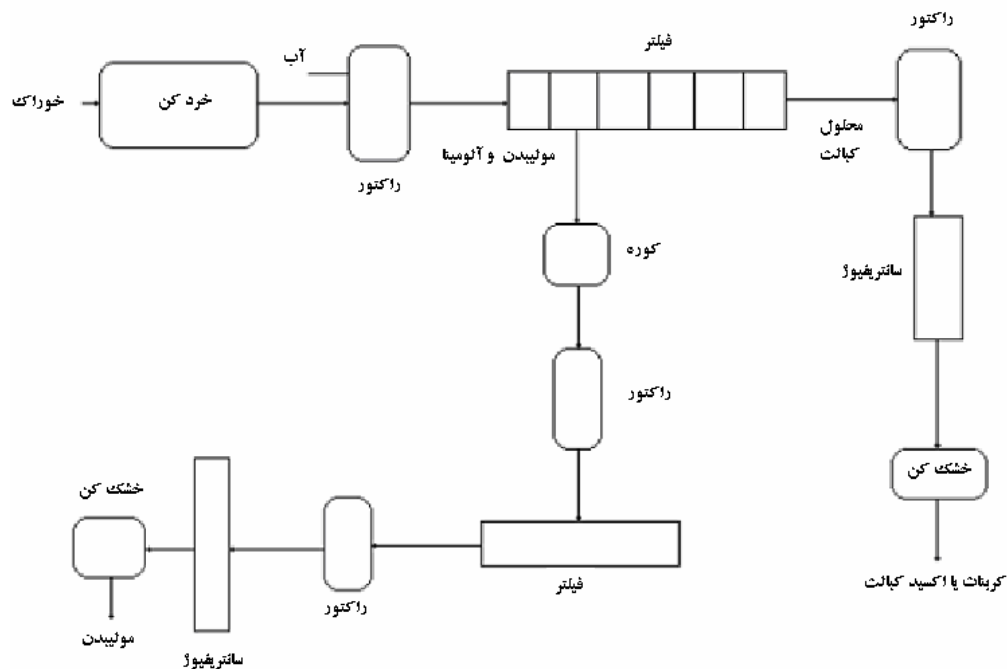 راکتور
فیلتر
آب
خرد کن
خوراک
محلول
کبالت
مولیبدن و آلومینا
راکتور
کوره
سانتریفیوژ
راکتور
خشک کن
خشک کن
فیلتر
کربنات یا اکسید کبالت
راکتور
مولیبدن
سانتریفیوژ